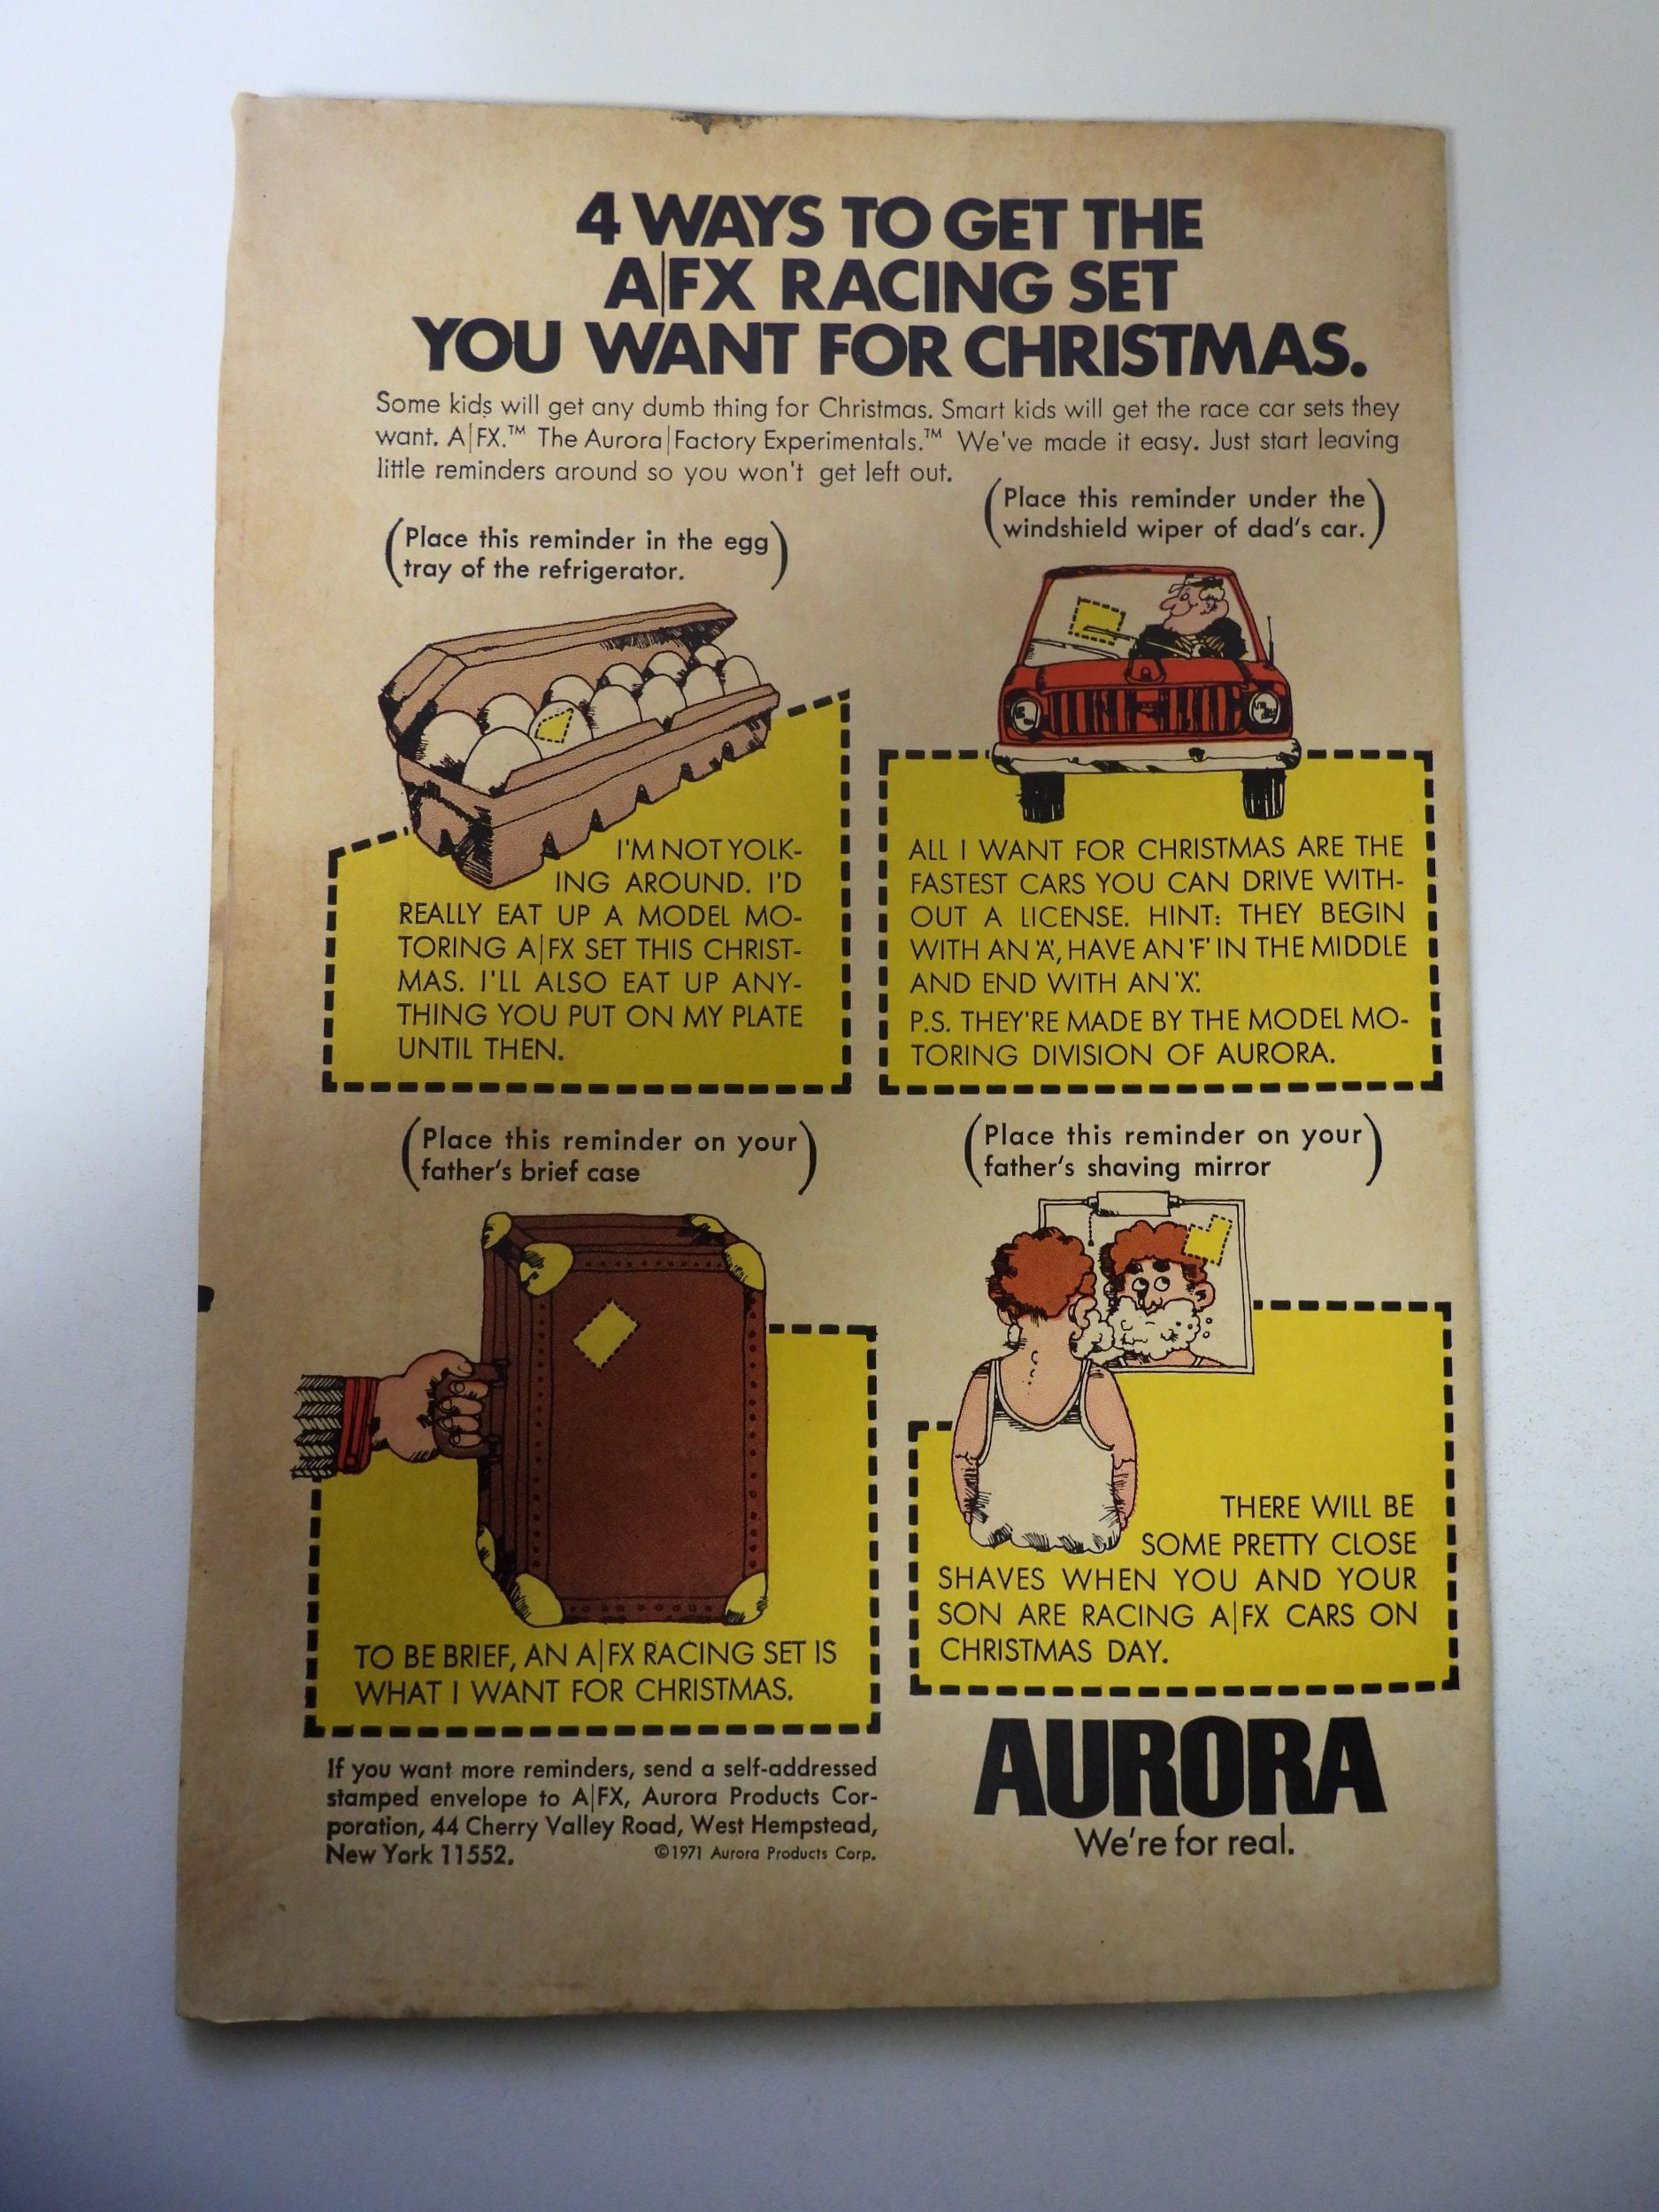 4 WAYS TO GET THE
A|FX RACING SET
YOU WANT FOR CHRISTMAS.
Some kids will get any dumb thing for Christmas. Smart kids will get the race car sets they
want. A|FX.™ The Aurora|Factory Experimentals.™ We've made it easy. Just start leaving
little reminders around so you won't get left out.
(Place this reminder in the egg
tray of the refrigerator.)
(Place this reminder under the
windshield wiper of dad's car.)
I'M NOT YOLK-
ING AROUND. I'D
REALLY EAT UP A MODEL MO-
TORING A|FX SET THIS CHRIST-
MAS. I'LL ALSO EAT UP ANY-
THING YOU PUT ON MY PLATE
UNTIL THEN.
ALL I WANT FOR CHRISTMAS ARE THE
FASTEST CARS YOU CAN DRIVE WITH-
OUT A LICENSE. HINT: THEY BEGIN
WITH AN 'A', HAVE AN 'F' IN THE MIDDLE
AND END WITH AN 'X'.
P.S. THEY'RE MADE BY THE MODEL MO-
TORING DIVISION OF AURORA.
(Place this reminder on your
father's brief case)
(Place this reminder on your
father's shaving mirror)
TO BE BRIEF, AN A|FX RACING SET IS
WHAT I WANT FOR CHRISTMAS.
THERE WILL BE
SOME PRETTY CLOSE
SHAVES WHEN YOU AND YOUR
SON ARE RACING A|FX CARS ON
CHRISTMAS DAY.
If you want more reminders, send a self-addressed
stamped envelope to A|FX, Aurora Products Cor-
poration, 44 Cherry Valley Road, West Hempstead,
New York 11552. ©1971 Aurora Products Corp.
AURORA
We're for real.